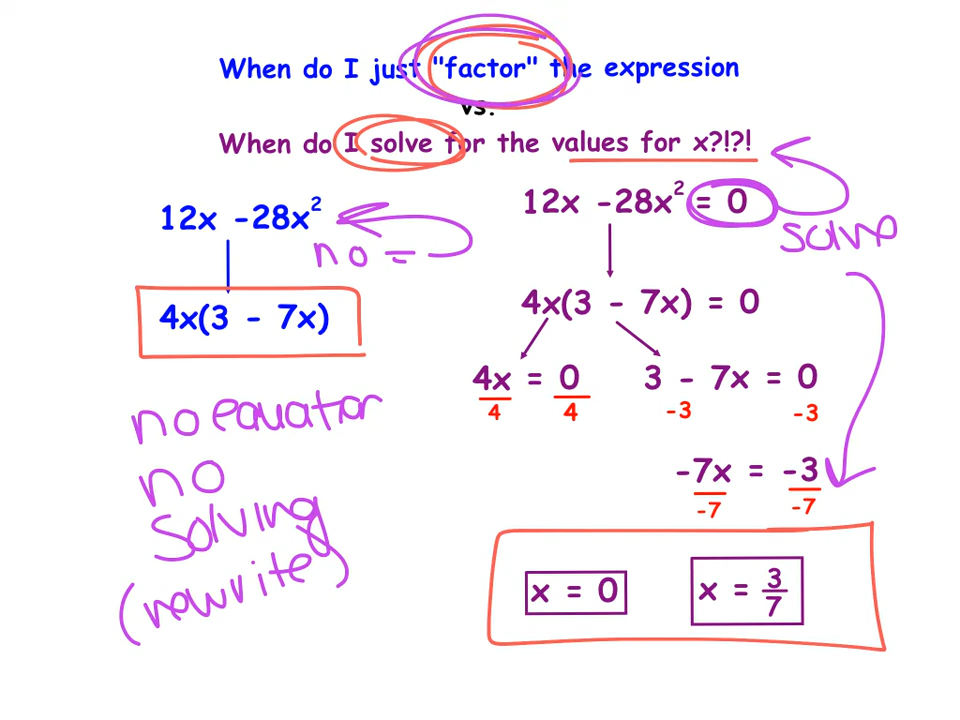 When do I just "factor" the expression
vs.
When do I solve for the values for x?!?!
12x -28x²
no =
4x(3 - 7x)
no equator
no
solving
(rewrite)
12x -28x² = 0
solve
4x(3 - 7x) = 0
4x = 0
4 4
3 - 7x = 0
-3 -3
-7x = -3
-7 -7
x = 0
x = 3/7